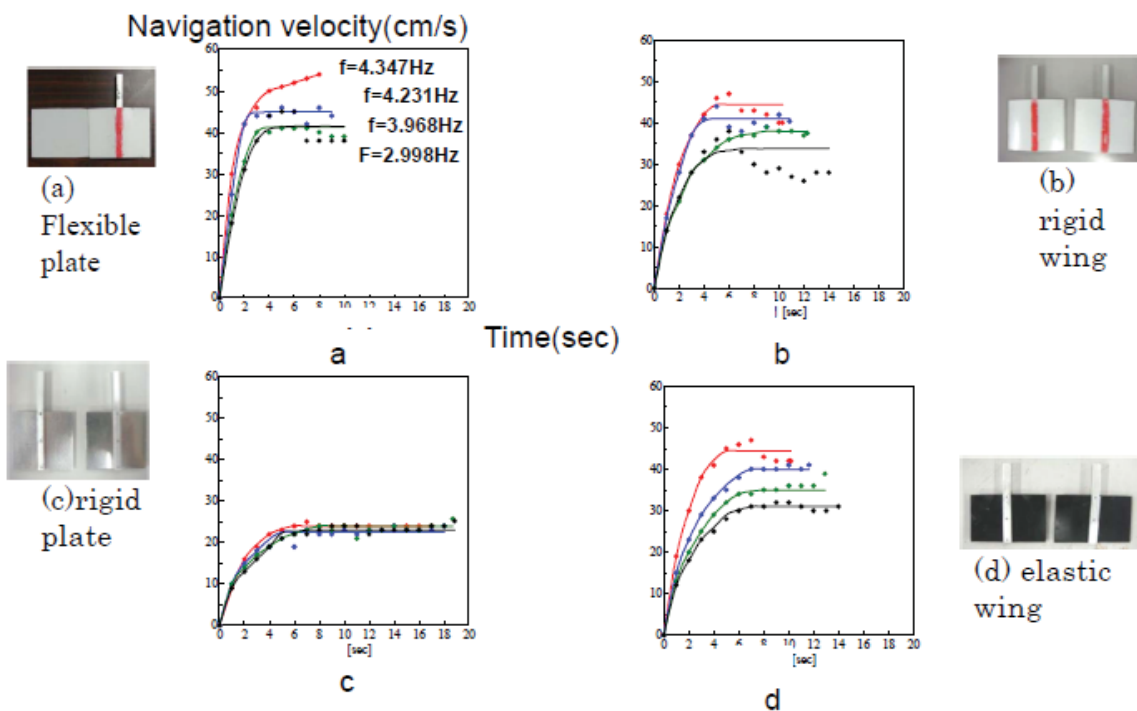 Navigation velocity(cm/s)
60
50
40
30
20
10
0
0 2 4 6 8 10 12 14 16 18 20
f=4.347Hz
f=4.231Hz
f=3.968Hz
F=2.998Hz
(a)
Flexible
plate
a
60
50
40
30
20
10
0
0 2 4 6 8 10 12 14 16 18 20
[sec]
(b)
rigid
wing
b
Time(sec)
60
50
40
30
20
10
0
0 2 4 6 8 10 12 14 16 18 20
[sec]
(c)rigid
plate
c
60
50
40
30
20
10
0
0 2 4 6 8 10 12 14 16 18 20
[sec]
(d) elastic
wing
d